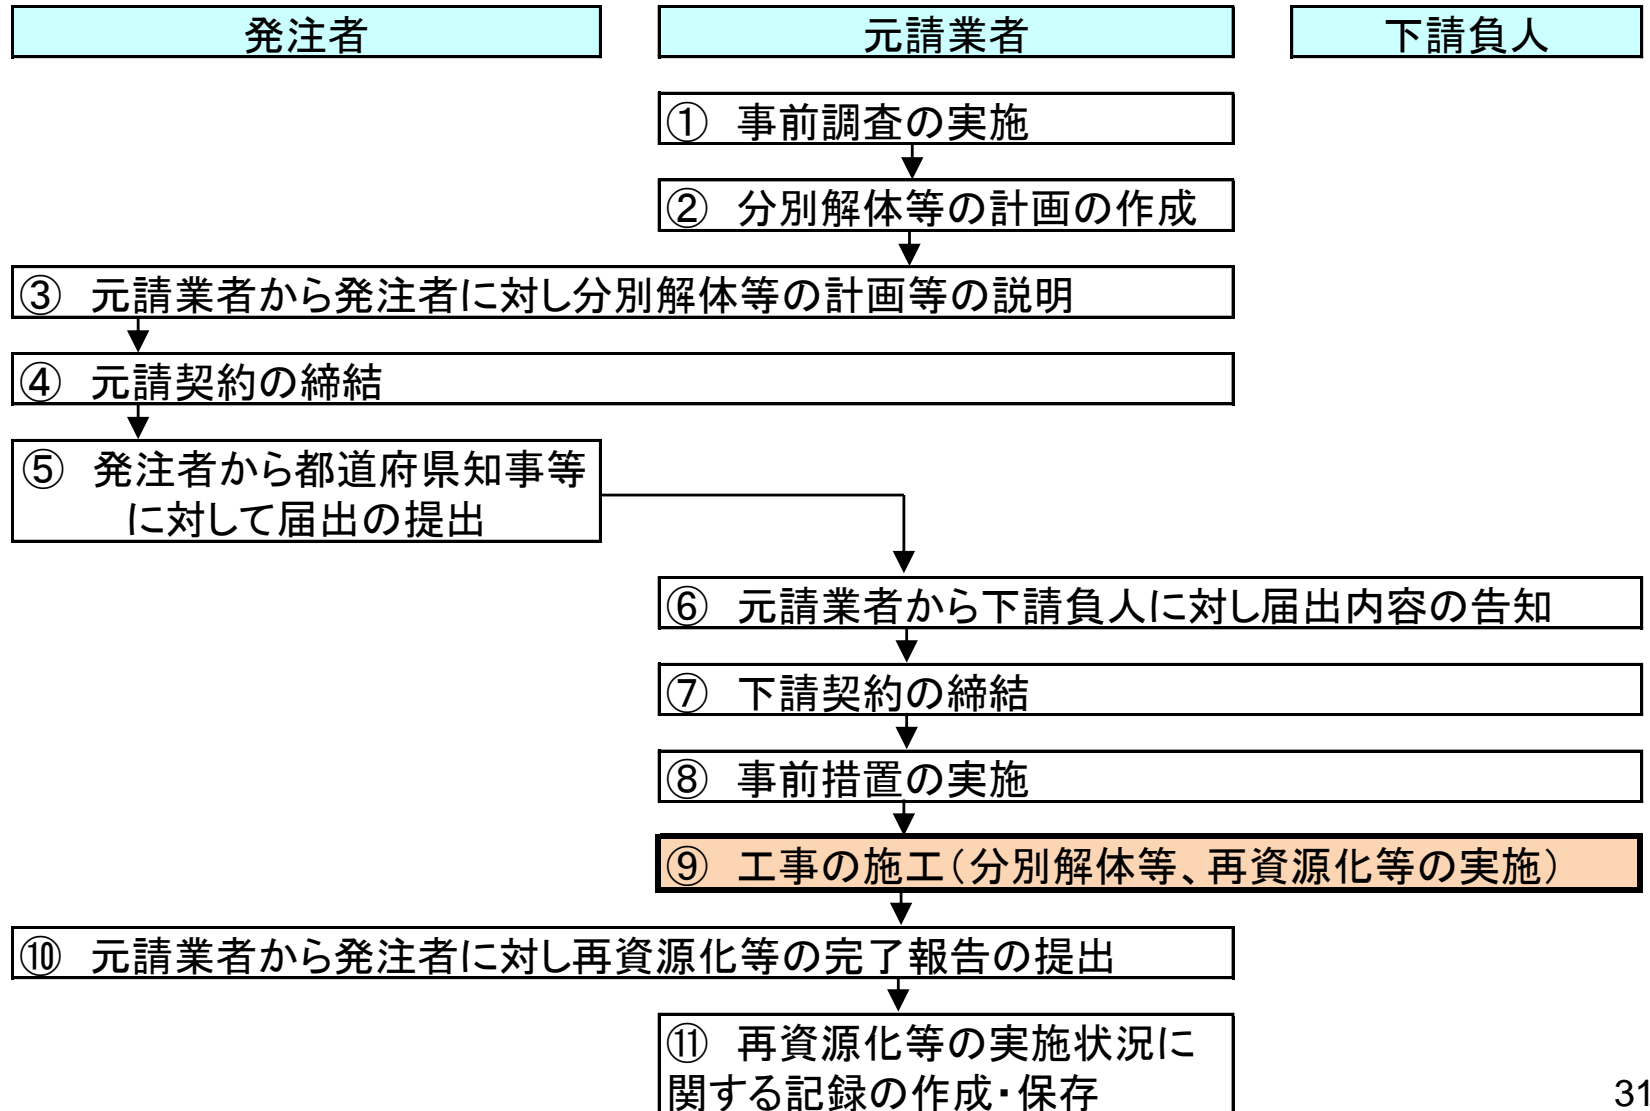 発注者
元請業者
下請負人
① 事前調査の実施
② 分別解体等の計画の作成
③ 元請業者から発注者に対し分別解体等の計画等の説明
④ 元請契約の締結
⑤ 発注者から都道府県知事等
に対して届出の提出
⑥ 元請業者から下請負人に対し届出内容の告知
⑦ 下請契約の締結
⑧ 事前措置の実施
⑨ 工事の施工（分別解体等、再資源化等の実施）
⑩ 元請業者から発注者に対し再資源化等の完了報告の提出
⑪ 再資源化等の実施状況に
関する記録の作成・保存
31